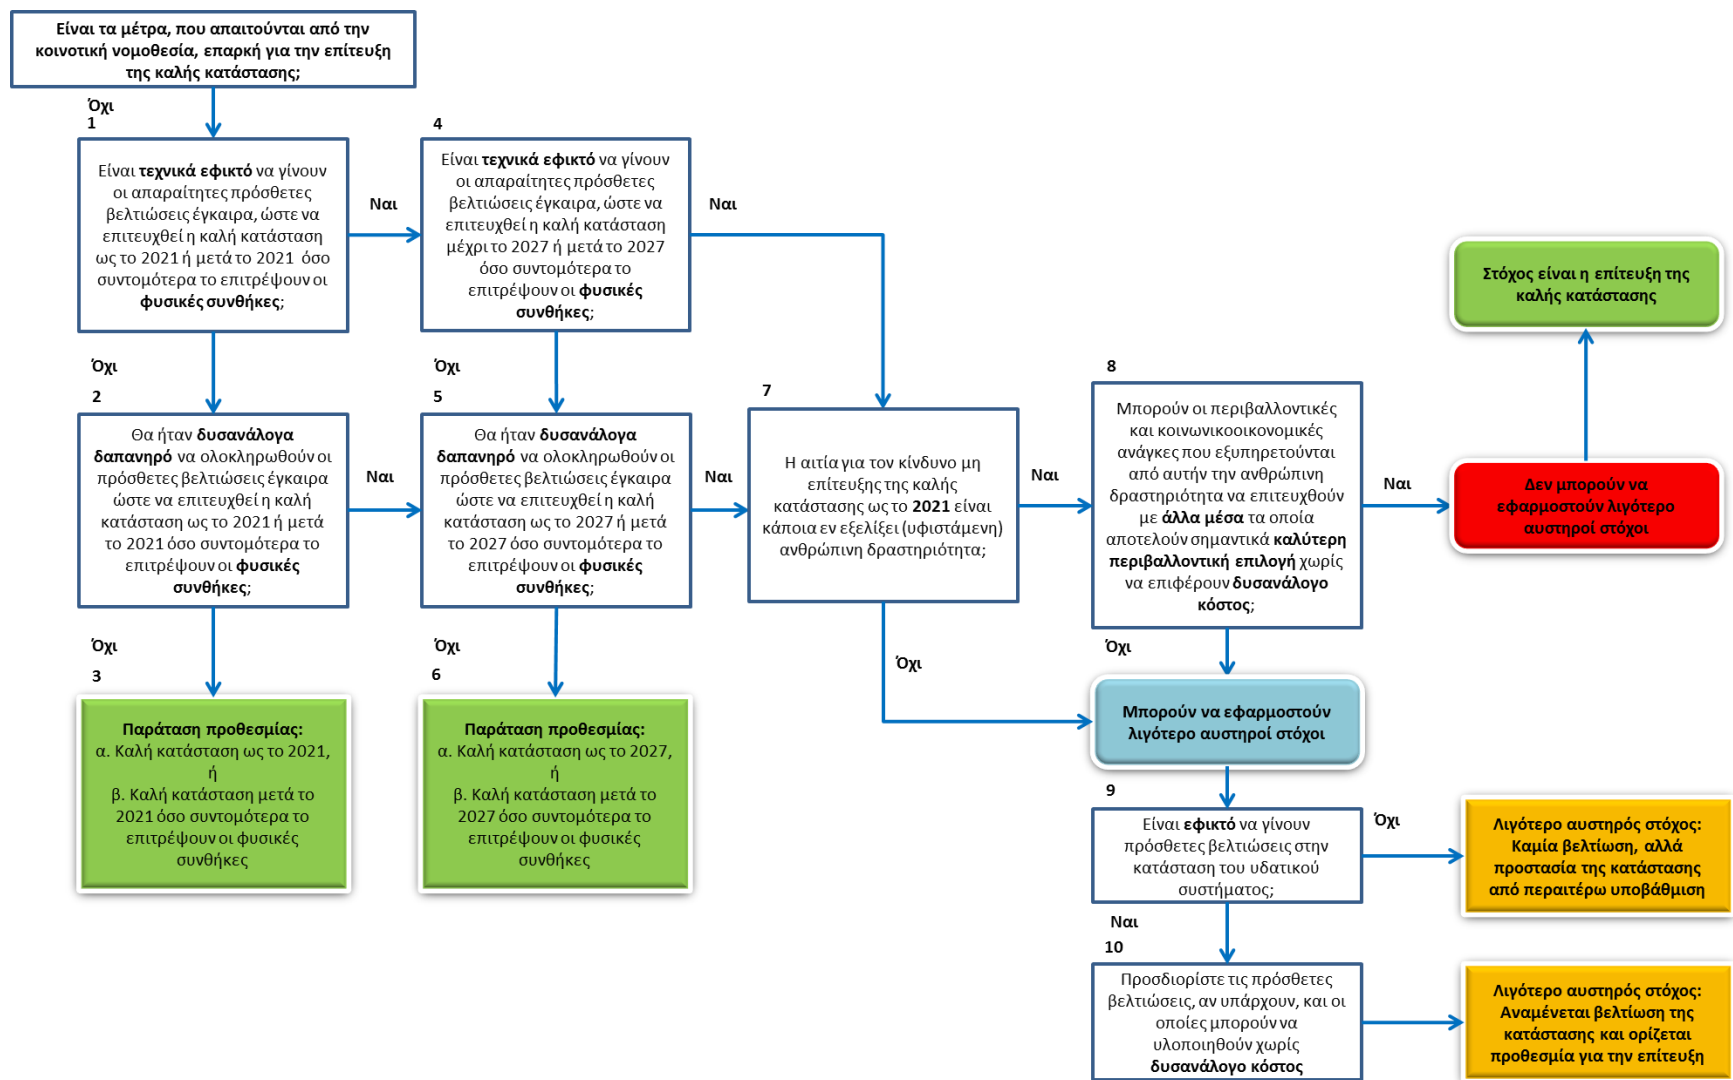 Είναι τα μέτρα, που απαιτούνται από την
κοινοτική νομοθεσία, επαρκή για την επίτευξη
της καλής κατάστασης;
Όχι
1
Είναι τεχνικά εφικτό να γίνουν
οι απαραίτητες πρόσθετες
βελτιώσεις έγκαιρα, ώστε να
επιτευχθεί η καλή κατάσταση
ως το 2021 ή μετά το 2021 όσο
συντομότερα το επιτρέψουν οι
φυσικές συνθήκες;
Ναι
Όχι
2
Θα ήταν δυσανάλογα
δαπανηρό να ολοκληρωθούν οι
πρόσθετες βελτιώσεις έγκαιρα
ώστε να επιτευχθεί η καλή
κατάσταση ως το 2021 ή μετά
το 2021 όσο συντομότερα το
επιτρέψουν οι φυσικές
συνθήκες;
Ναι
Όχι
3
Παράταση προθεσμίας:
α. Καλή κατάσταση ως το 2021,
ή
β. Καλή κατάσταση μετά το
2021 όσο συντομότερα το
επιτρέψουν οι φυσικές
συνθήκες
4
Είναι τεχνικά εφικτό να γίνουν
οι απαραίτητες πρόσθετες
βελτιώσεις έγκαιρα, ώστε να
επιτευχθεί η καλή κατάσταση
μέχρι το 2027 ή μετά το 2027
όσο συντομότερα το
επιτρέψουν οι φυσικές
συνθήκες;
Ναι
Όχι
5
Θα ήταν δυσανάλογα
δαπανηρό να ολοκληρωθούν οι
πρόσθετες βελτιώσεις έγκαιρα
ώστε να επιτευχθεί η καλή
κατάσταση ως το 2027 ή μετά
το 2027 όσο συντομότερα το
επιτρέψουν οι φυσικές
συνθήκες;
Ναι
Όχι
6
Παράταση προθεσμίας:
α. Καλή κατάσταση ως το 2027,
ή
β. Καλή κατάσταση μετά το
2027 όσο συντομότερα το
επιτρέψουν οι φυσικές
συνθήκες
7
Η αιτία για τον κίνδυνο μη
επίτευξης της καλής
κατάστασης ως το 2021 είναι
κάποια εν εξελίξει (υφιστάμενη)
ανθρώπινη δραστηριότητα;
Ναι
Όχι
8
Μπορούν οι περιβαλλοντικές
και κοινωνικοοικονομικές
ανάγκες που εξυπηρετούνται
από αυτήν την ανθρώπινη
δραστηριότητα να επιτευχθούν
με άλλα μέσα τα οποία
αποτελούν σημαντικά καλύτερη
περιβαλλοντική επιλογή χωρίς
να επιφέρουν δυσανάλογο
κόστος;
Ναι
Όχι
Στόχος είναι η επίτευξη της
καλής κατάστασης
Δεν μπορούν να
εφαρμοστούν λιγότερο
αυστηροί στόχοι
Μπορούν να εφαρμοστούν
λιγότερο αυστηροί στόχοι
9
Είναι εφικτό να γίνουν
πρόσθετες βελτιώσεις στην
κατάσταση του υδατικού
συστήματος;
Όχι
Λιγότερο αυστηρός στόχος:
Καμία βελτίωση, αλλά
προστασία της κατάστασης
από περαιτέρω υποβάθμιση
Ναι
10
Προσδιορίστε τις πρόσθετες
βελτιώσεις, αν υπάρχουν, και οι
οποίες μπορούν να
υλοποιηθούν χωρίς
δυσανάλογο κόστος
Λιγότερο αυστηρός στόχος:
Αναμένεται βελτίωση της
κατάστασης και ορίζεται
προθεσμία για την επίτευξη